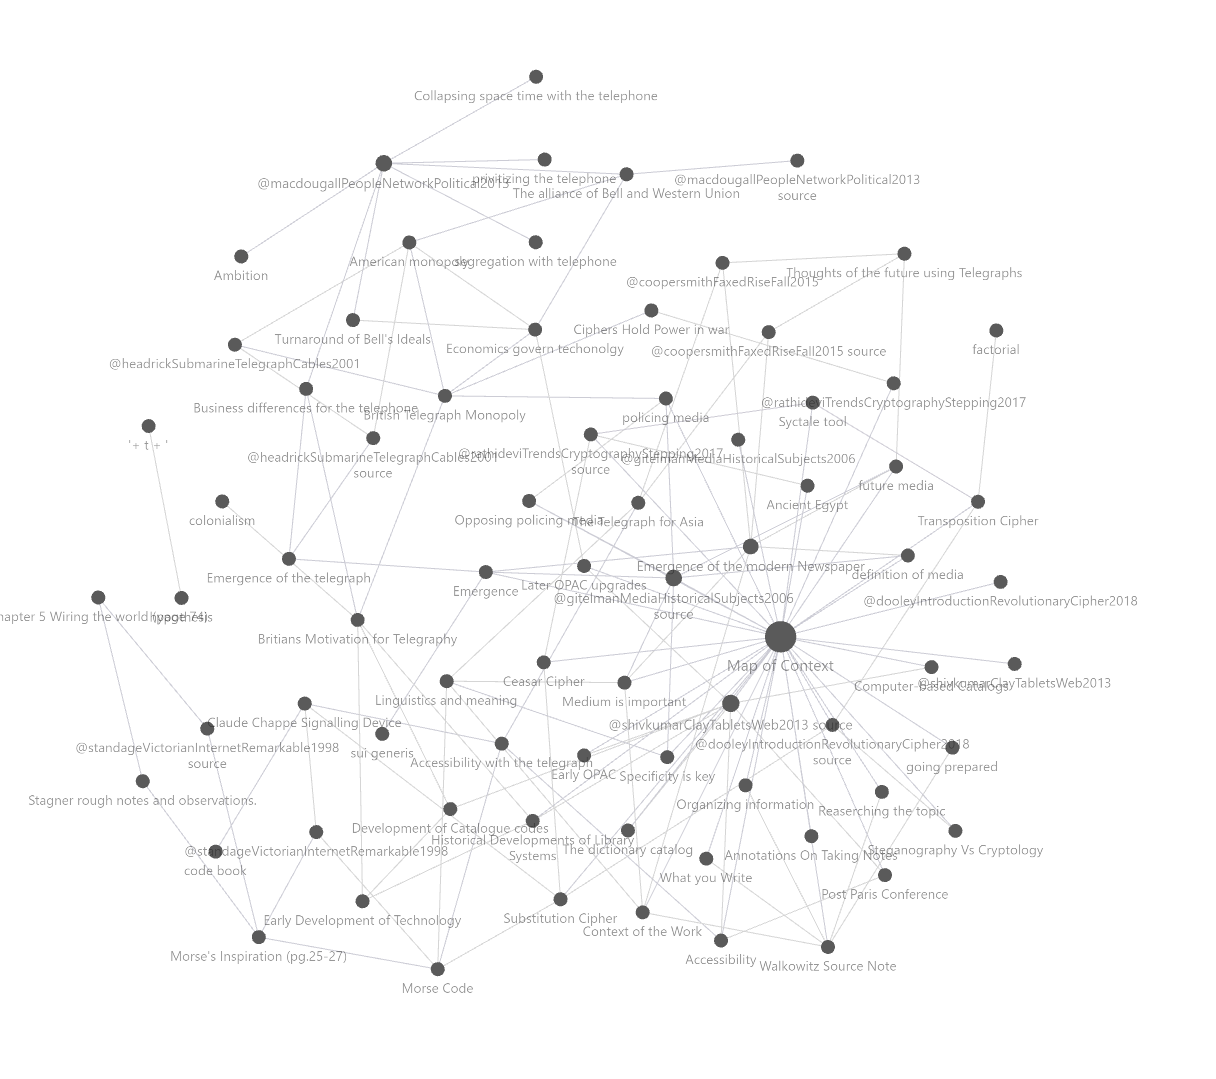 Collapsing space time with the telephone
@macdougallPeopleNetworkPolitical2013
privitizing the telephone
The alliance of Bell and Western Union
@macdougallPeopleNetworkPolitical2013
source
Ambition
American monopoly
segregation with telephone
@coopersmithFaxedRiseFall2015
Thoughts of the future using Telegraphs
Turnaround of Bell's Ideals
Economics govern techonolgy
Ciphers Hold Power in war
@coopersmithFaxedRiseFall2015 source
factorial
@headrickSubmarineTelegraphCables2001
Business differences for the telephone
British Telegraph Monopoly
policing media
@rathideviTrendsCryptographyStepping2017
Syctale tool
'+ t + '
@headrickSubmarineTelegraphCables2001
source
@rathideviTrendsCryptographyStepping2017
source
@gitelmanMediaHistoricalSubjects2006
future media
Ancient Egypt
colonialism
Opposing policing media
The Telegraph for Asia
Transposition Cipher
Emergence of the telegraph
Emergence
Later OPAC upgrades
Emergence of the modern Newspaper
definition of media
@gitelmanMediaHistoricalSubjects2006
source
@dooleyIntroductionRevolutionaryCipher2018
hapter 5 Wiring the world (page 74)
hypothesis
Britians Motivation for Telegraphy
Map of Context
Ceasar Cipher
Computer-based Catalogs
@shivkumarClayTabletsWeb2013
Linguistics and meaning
Medium is important
Claude Chappe Signalling Device
@shivkumarClayTabletsWeb2013 source
@standageVictorianInternetRemarkable1998
source
sui generis
Accessibility with the telegraph
Early OPAC
Specificity is key
@dooleyIntroductionRevolutionaryCipher2018
source
going prepared
Stagner rough notes and observations.
Organizing information
Reaserching the topic
Development of Catalogue codes
Historical Developments of Library
Systems
The dictionary catalog
Annotations On Taking Notes
Steganography Vs Cryptology
@standageVictorianInternetRemarkable1998
code book
What you Write
Post Paris Conference
Early Development of Technology
Substitution Cipher
Context of the Work
Morse's Inspiration (pg.25-27)
Accessibility
Walkowitz Source Note
Morse Code